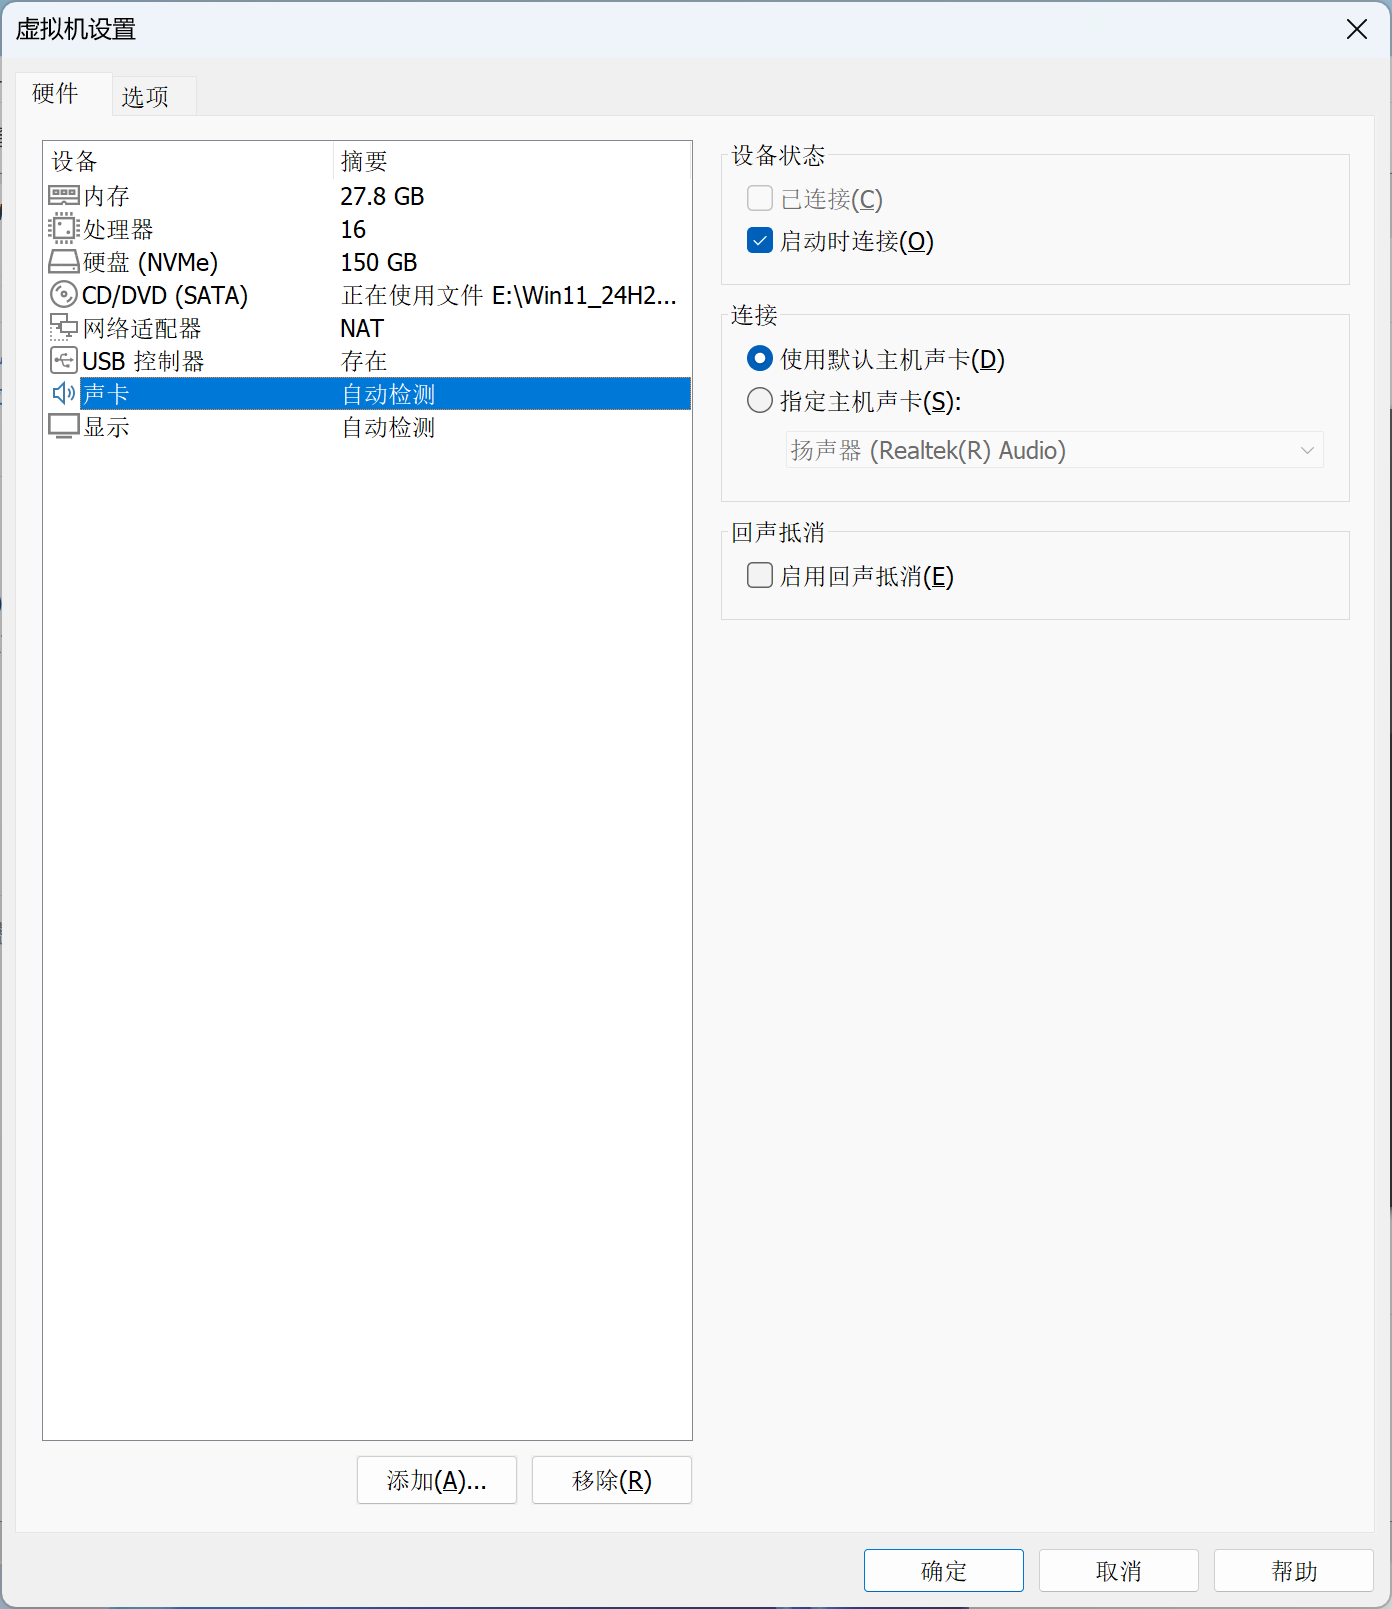 虚拟机设置
硬件
选项
设备 摘要
内存 27.8 GB
处理器 16
硬盘 (NVMe) 150 GB
CD/DVD (SATA) 正在使用文件 E:\Win11_24H2...
网络适配器 NAT
USB 控制器 存在
声卡 自动检测
显示 自动检测
添加(A)...
移除(R)
设备状态
已连接(C)
启动时连接(O)
连接
使用默认主机声卡(D)
指定主机声卡(S):
扬声器 (Realtek(R) Audio)
回声抵消
启用回声抵消(E)
确定
取消
帮助